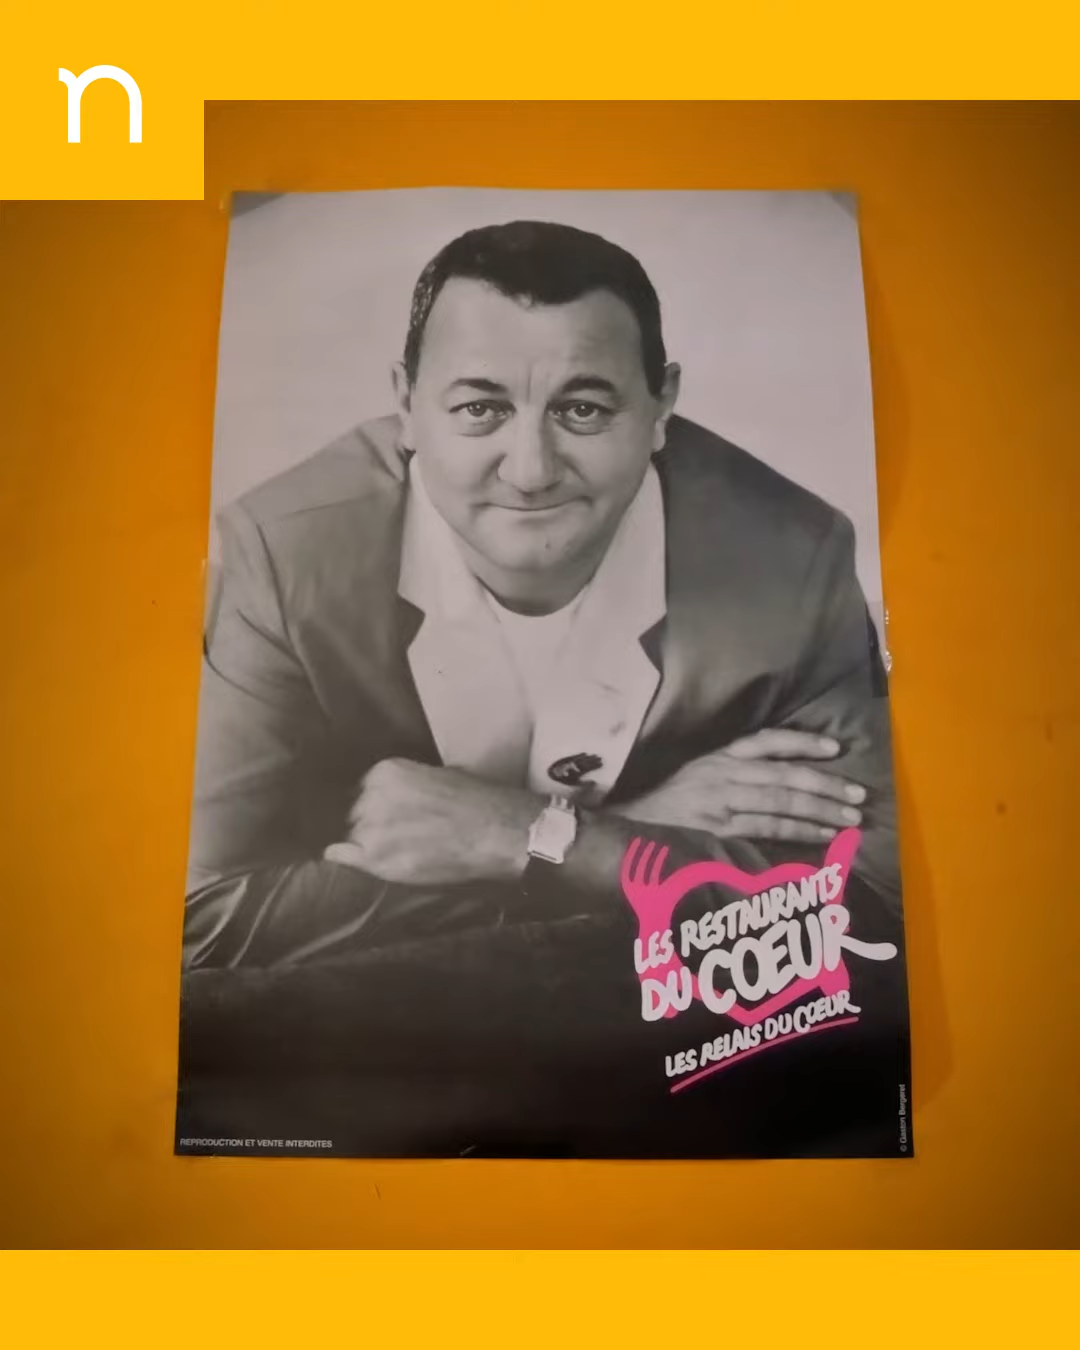 n
LES RESTAURANTS
DU COEUR
LES RELAIS DU COEUR
REPRODUCTION ET VENTE INTERDITES
© Gaston Bergeret